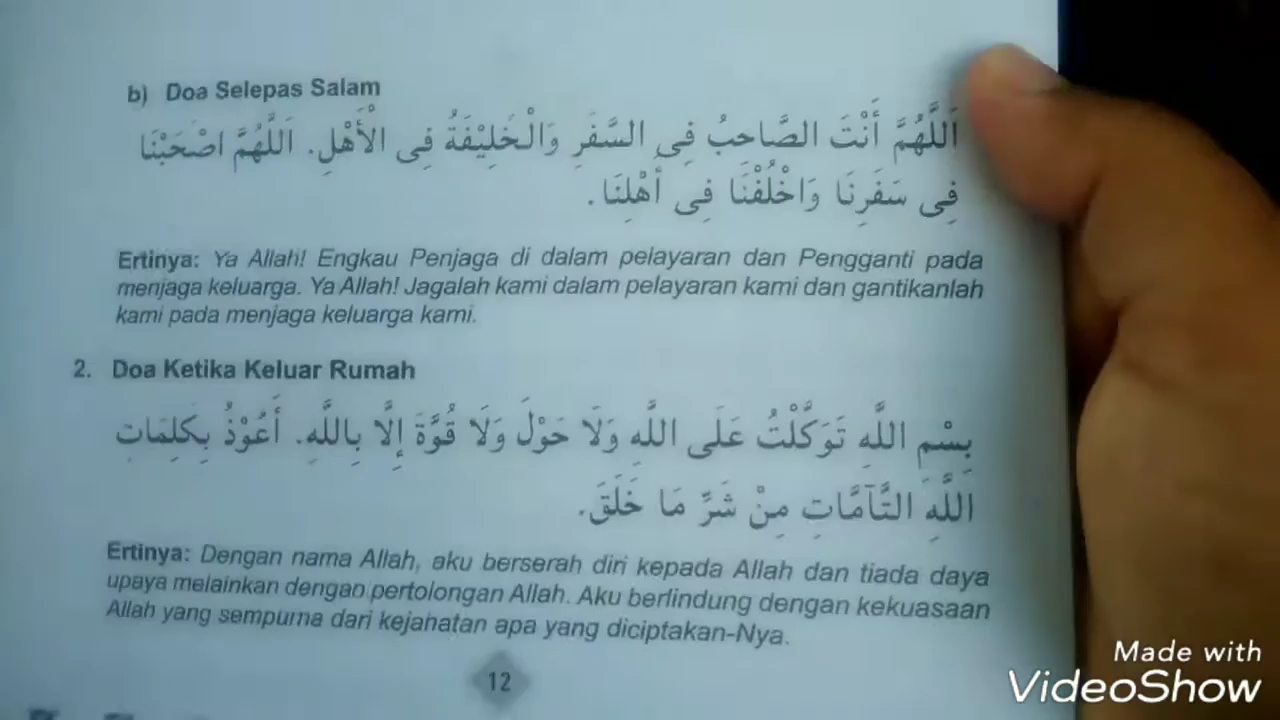 b) Doa Selepas Salam
اَللَّهُمَّ أَنْتَ الصَّاحِبُ فِى السَّفَرِ وَالْخَلِيْفَةُ فِى الْأَهْلِ. اَللَّهُمَّ اصْحَبْنَا
فِى سَفَرِنَا وَاخْلُفْنَا فِى أَهْلِنَا.
Ertinya: Ya Allah! Engkau Penjaga di dalam pelayaran dan Pengganti pada
menjaga keluarga. Ya Allah! Jagalah kami dalam pelayaran kami dan gantikanlah
kami pada menjaga keluarga kami.
2. Doa Ketika Keluar Rumah
بِسْمِ اللَّهِ تَوَكَّلْتُ عَلَى اللَّهِ وَلَا حَوْلَ وَلَا قُوَّةَ إِلَّا بِاللَّهِ. أَعُوْذُ بِكَلِمَاتِ
اللَّهِ التَّآمَّاتِ مِنْ شَرِّ مَا خَلَقَ.
Ertinya: Dengan nama Allah, aku berserah diri kepada Allah dan tiada daya
upaya melainkan dengan pertolongan Allah. Aku berlindung dengan kekuasaan
Allah yang sempurna dari kejahatan apa yang diciptakan-Nya.
12
Made with
VideoShow